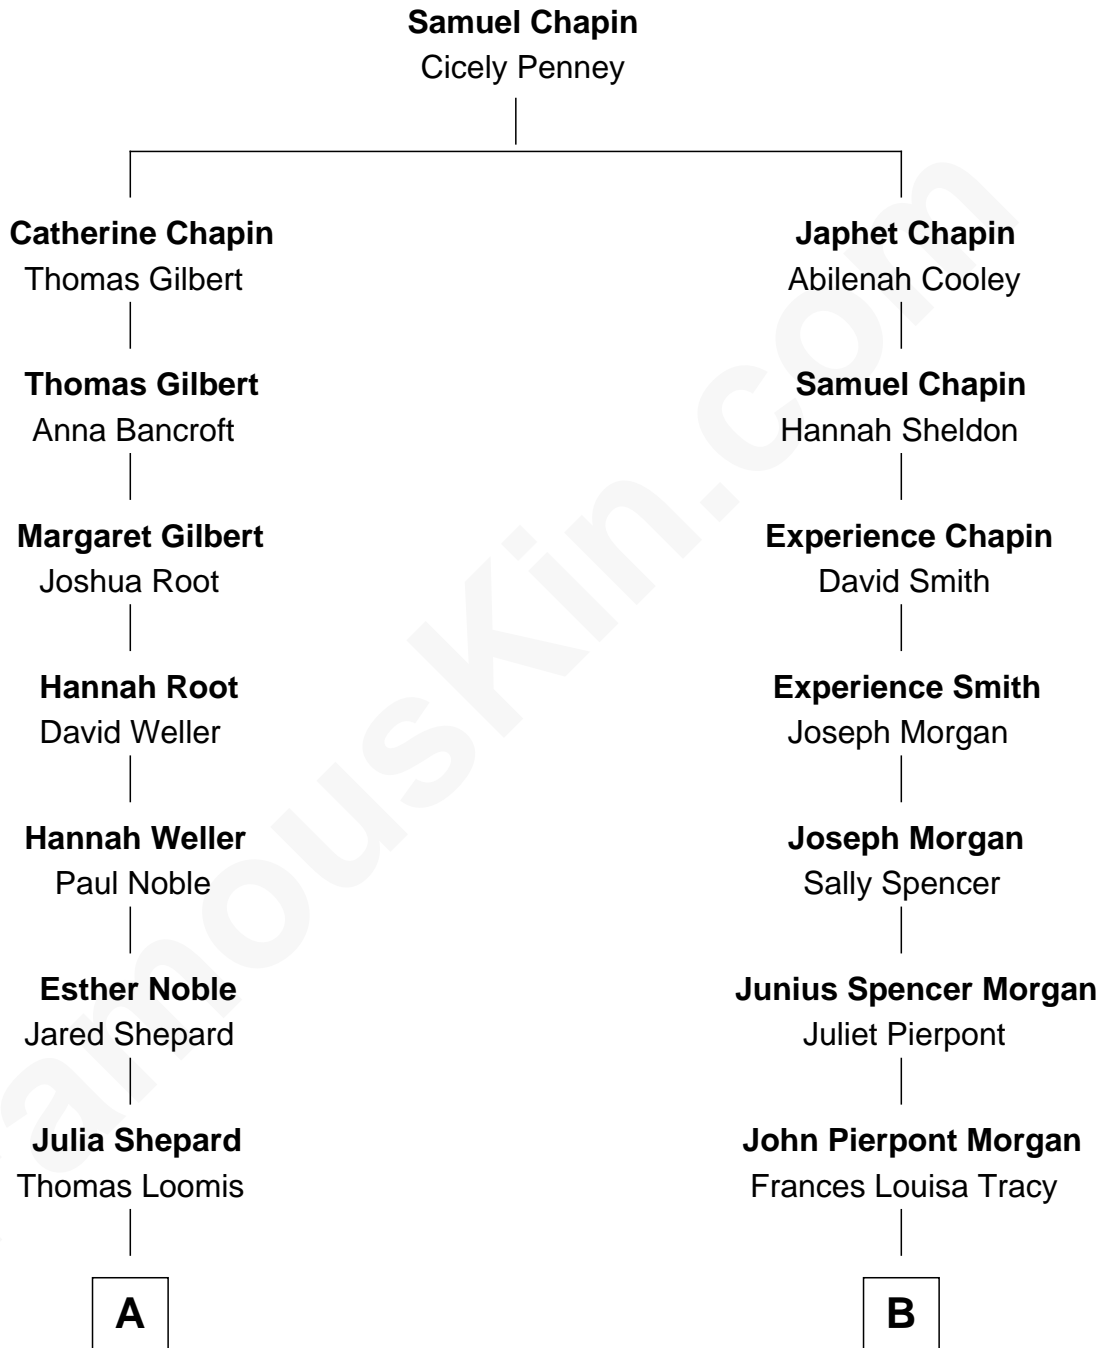 Samuel Chapin
Cicely Penney
Catherine Chapin
Thomas Gilbert
Thomas Gilbert
Anna Bancroft
Margaret Gilbert
Joshua Root
Hannah Root
David Weller
Hannah Weller
Paul Noble
Esther Noble
Jared Shepard
Julia Shepard
Thomas Loomis
A
Japhet Chapin
Abilenah Cooley
Samuel Chapin
Hannah Sheldon
Experience Chapin
David Smith
Experience Smith
Joseph Morgan
Joseph Morgan
Sally Spencer
Junius Spencer Morgan
Juliet Pierpont
John Pierpont Morgan
Frances Louisa Tracy
B
amousKin.com